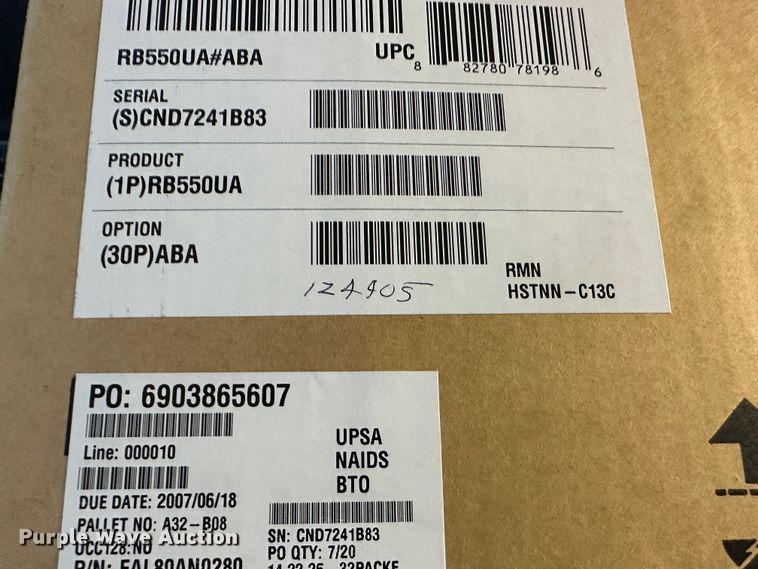 RB550UA#ABA
UPC
8 82780 78198 6
SERIAL
(S)CND7241B83
PRODUCT
(1P)RB550UA
OPTION
(30P)ABA
RMN
HSTNN-C13C
124405
PO: 6903865607
Line: 000010
UPSA
NAIDS
BTO
DUE DATE: 2007/06/18
PALLET NO: A32-B08
UCC128:NO
SN: CND7241B83
PO QTY: 7/20
Purple Wave Auction